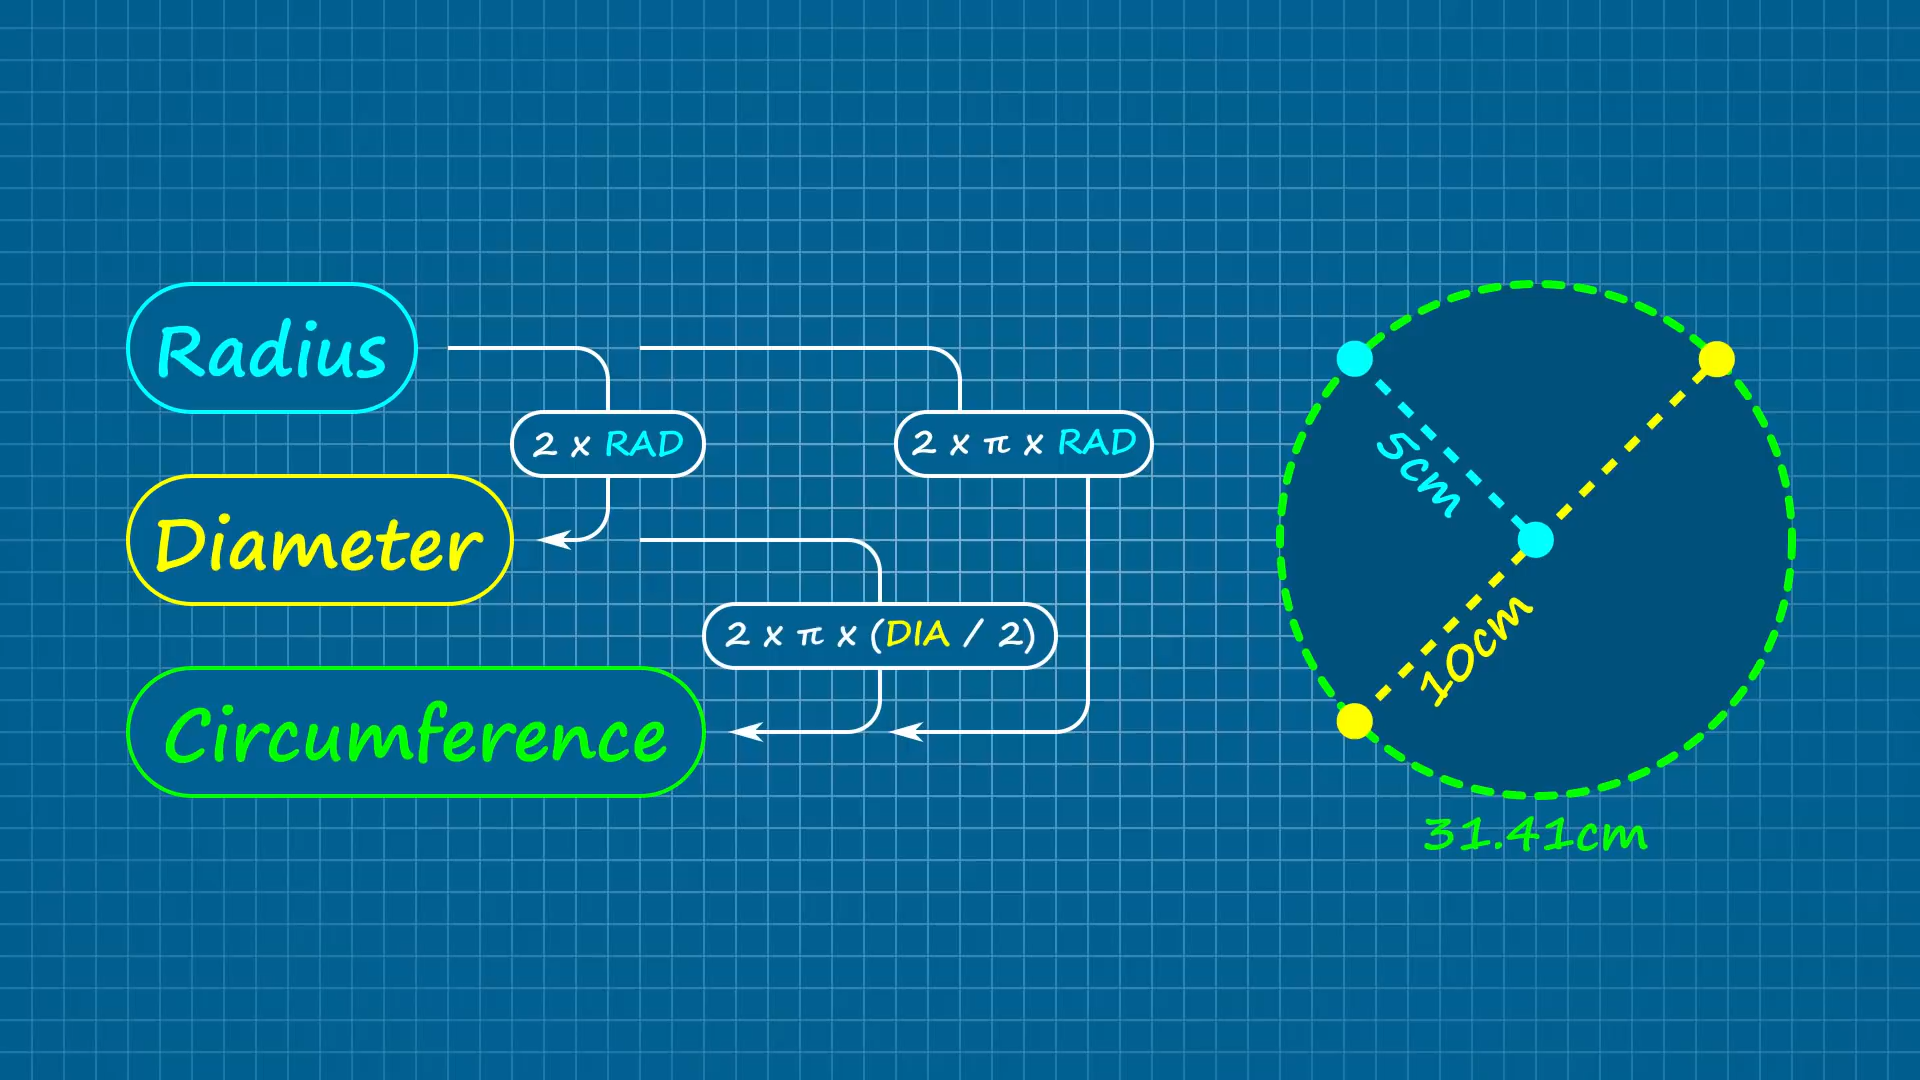 Radius
2 x RAD
2 x π x RAD
Diameter
2 x π x (DIA / 2)
Circumference
5cm
10cm
31.41cm